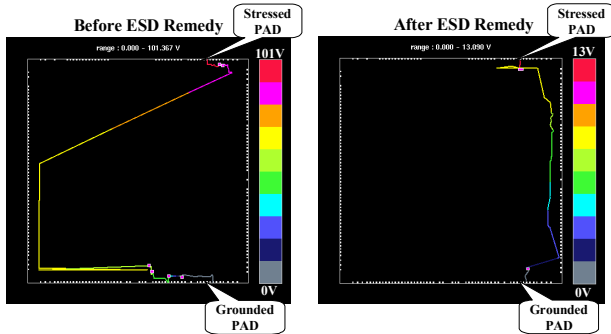 Before ESD Remedy
Stressed
PAD
After ESD Remedy
Stressed
PAD
range : 0.000 - 101.367 V
101V
range : 0.000 - 13.090 V
13V
0V
0V
Grounded
PAD
Grounded
PAD